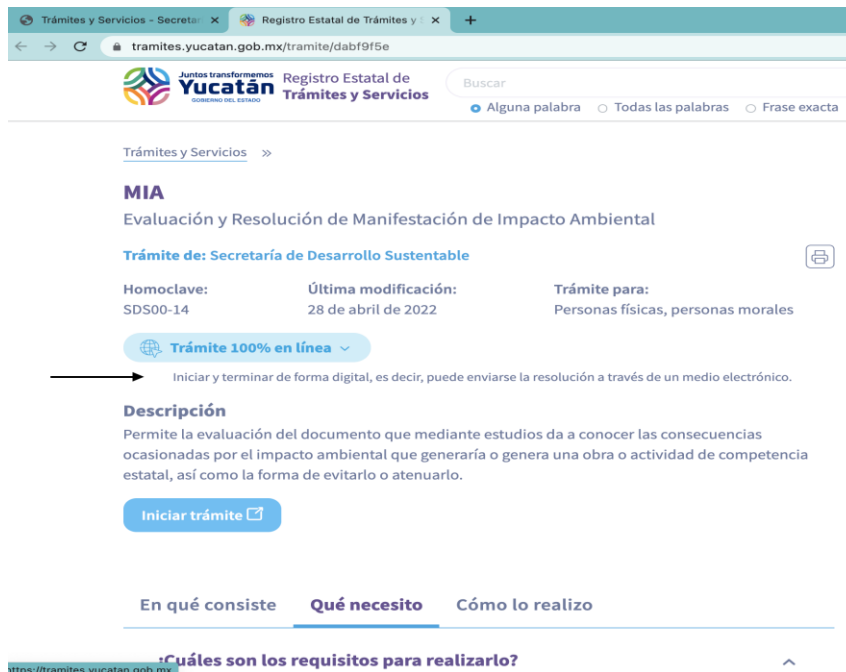 Trámites y Servicios - Secretar
Registro Estatal de Trámites y S
tramites.yucatan.gob.mx/tramite/dabf9f5e
Juntos transformemos
Yucatán
GOBIERNO DEL ESTADO
Registro Estatal de
Trámites y Servicios
Buscar
Alguna palabra Todas las palabras Frase exacta
Trámites y Servicios »
MIA
Evaluación y Resolución de Manifestación de Impacto Ambiental
Trámite de: Secretaría de Desarrollo Sustentable
Homoclave: Última modificación: Trámite para:
SDS00-14 28 de abril de 2022 Personas físicas, personas morales
Trámite 100% en línea
Iniciar y terminar de forma digital, es decir, puede enviarse la resolución a través de un medio electrónico.
Descripción
Permite la evaluación del documento que mediante estudios da a conocer las consecuencias
ocasionadas por el impacto ambiental que generaría o genera una obra o actividad de competencia
estatal, así como la forma de evitarlo o atenuarlo.
Iniciar trámite
En qué consiste Qué necesito Cómo lo realizo
¿Cuáles son los requisitos para realizarlo?
https://tramites.yucatan.gob.mx